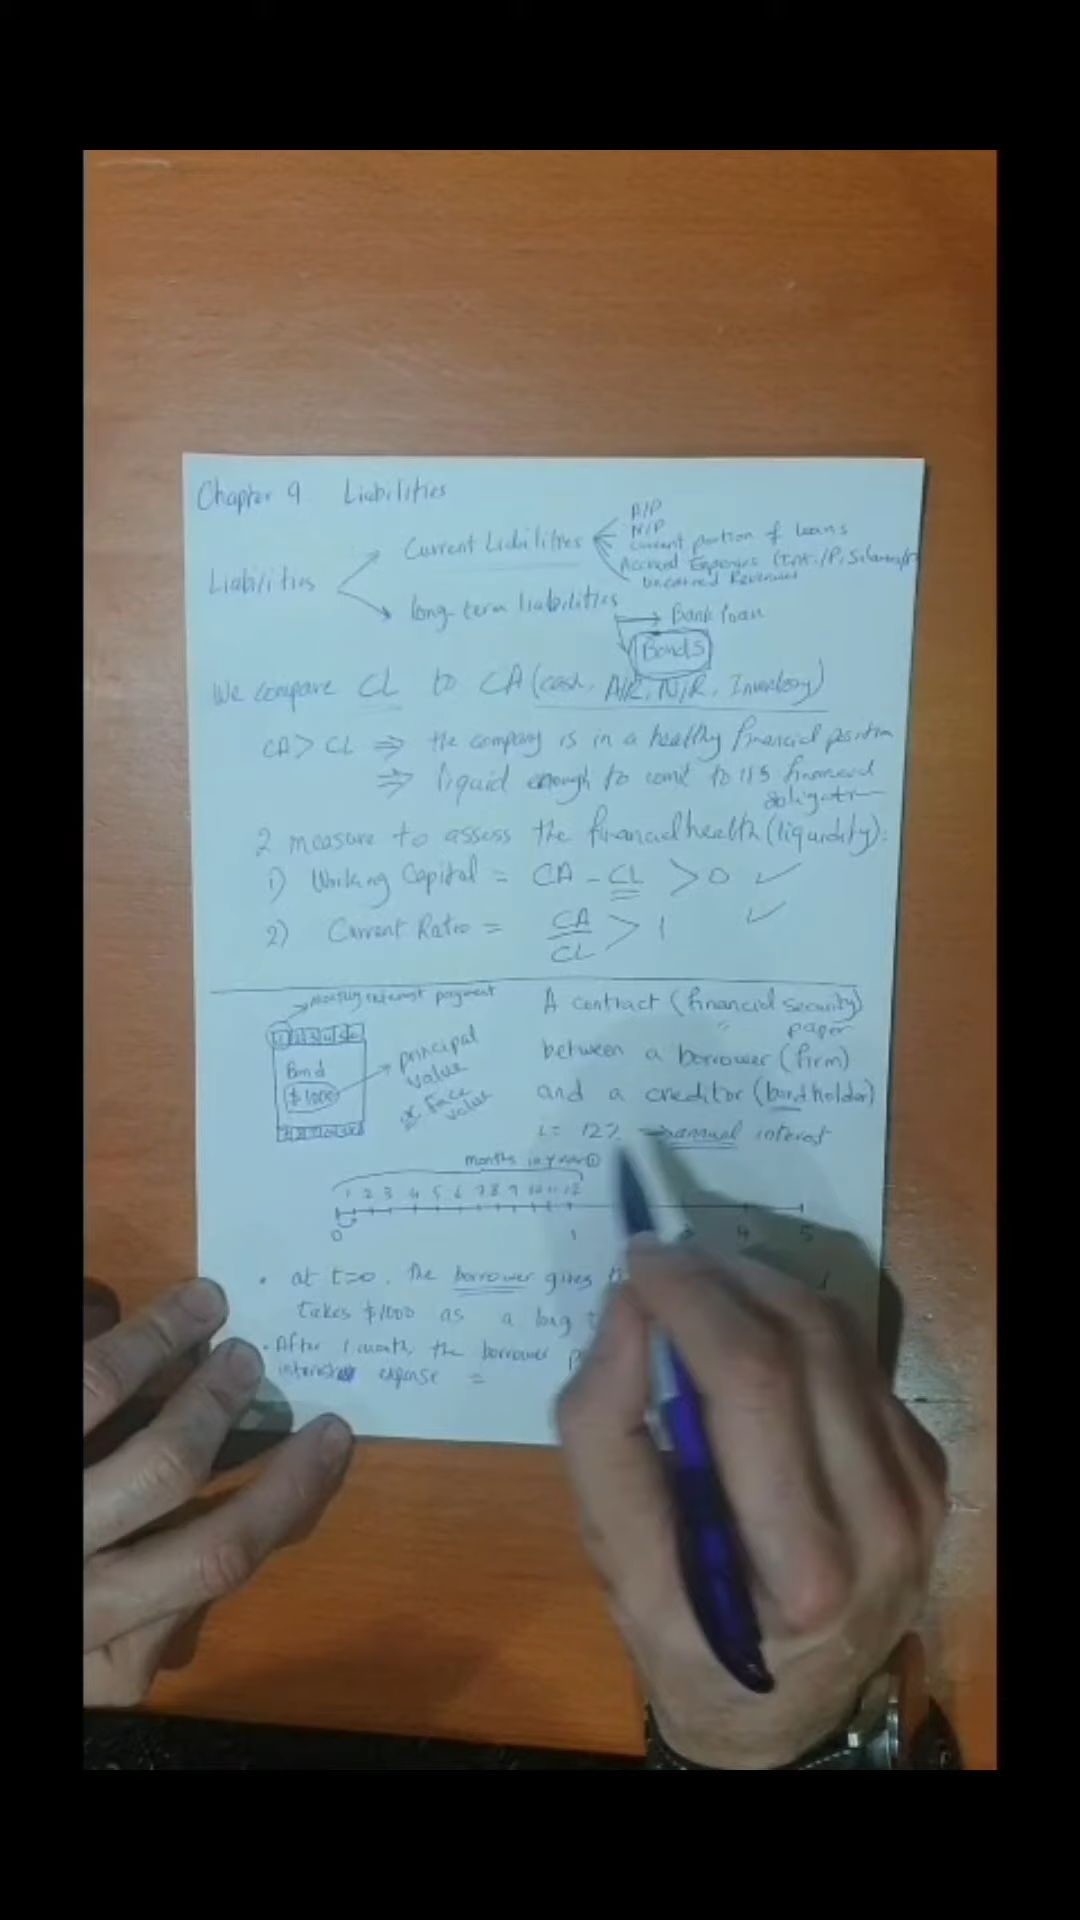 Chapter 9 Liabilities
A/P
N/P
Current portion of loans
Current Liabilities
Accrued Expenses (Int./P, Salaries/P
Unearned Revenues
Liabilities
long-term liabilities
Bank loan
Bonds
We compare CL to CA (cash, A/R, N/R, Inventory)
CA > CL ⇒ the company is in a healthy financial position
⇒ liquid enough to comit to its financial
obligation
2 measure to assess the financial health (liquidity):
1) Working Capital = CA - CL > 0 ✓
2) Current Ratio = CA/CL > 1 ✓
monthly interest payment
Bond
$1000
principal
value
or Face
value
A contract (financial security)
paper
between a borrower (firm)
and a creditor (bondholder)
i = 12% annual interest
months in year 1
1 2 3 4 5 6 7 8 9 10 11 12
0 1 4 5
• at t=0, the borrower gives
takes $1000 as a long
• After 1 month, the borrower
interest expense =